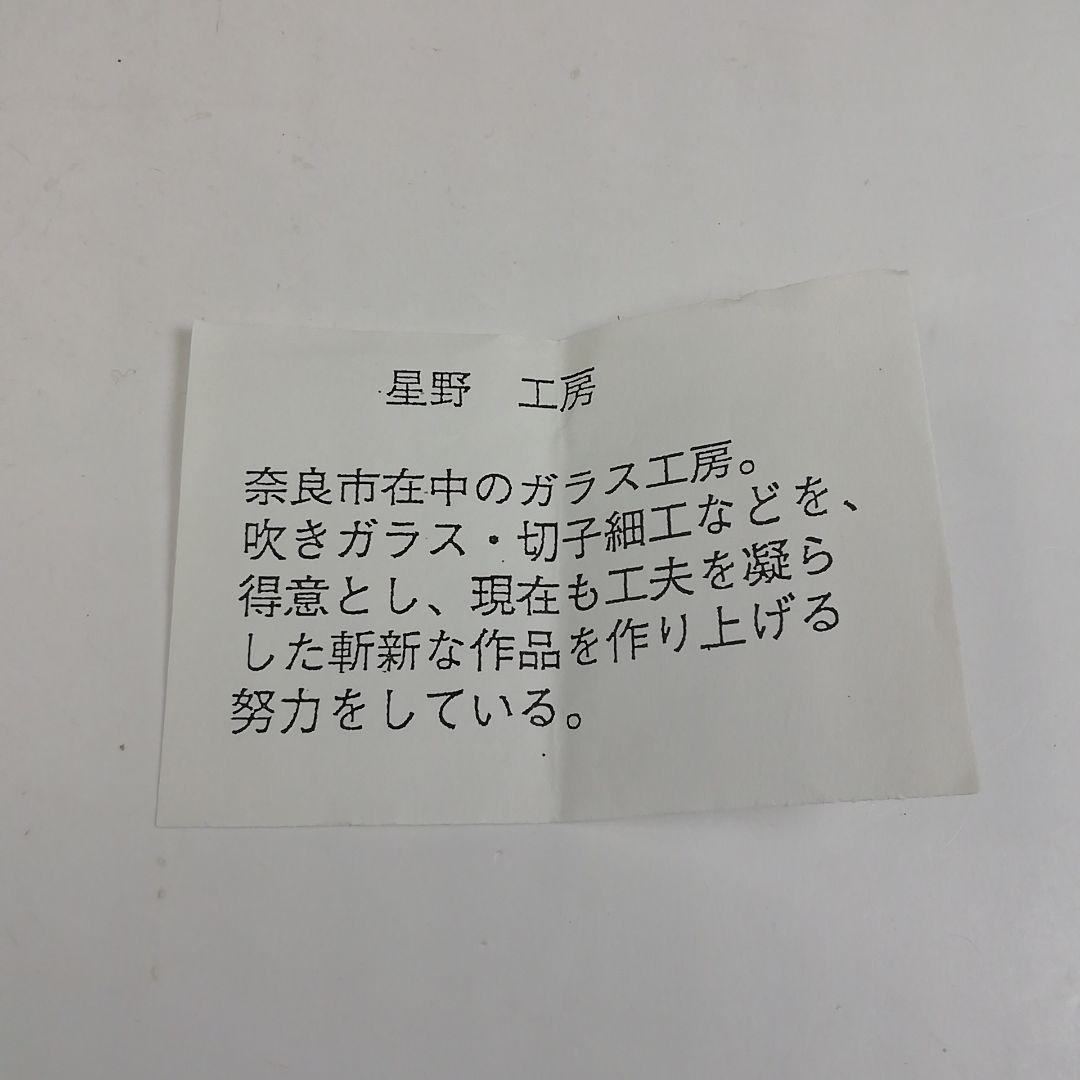 星野　工房
奈良市在中のガラス工房。
吹きガラス・切子細工などを、
得意とし、現在も工夫を凝ら
した斬新な作品を作り上げる
努力をしている。